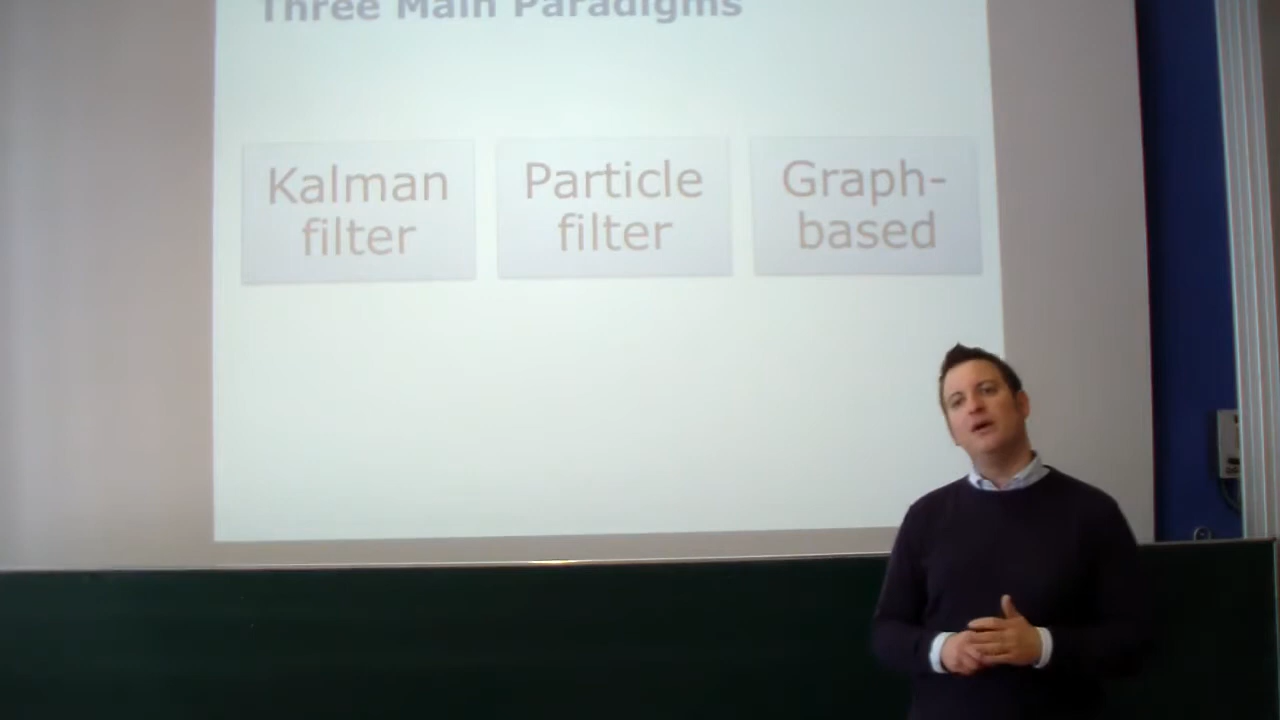 Three Main Paradigms
Kalman
filter
Particle
filter
Graph-
based